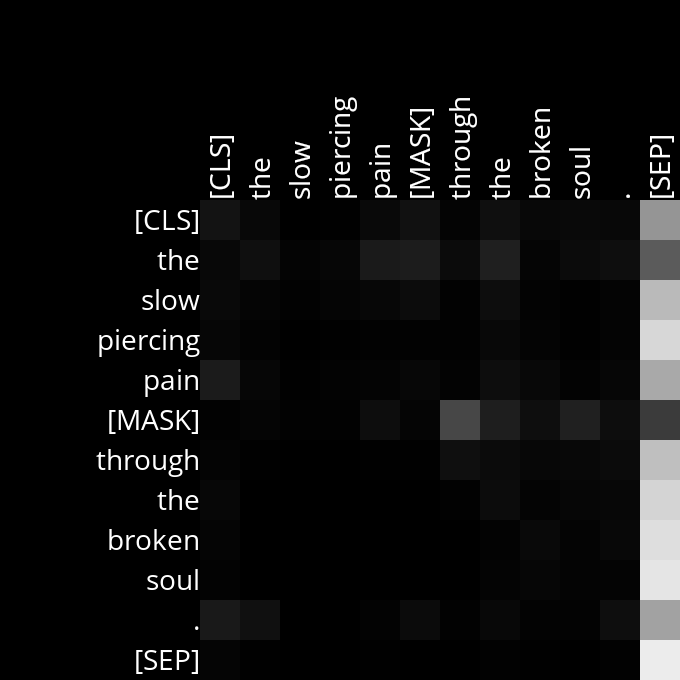 [CLS] the slow piercing pain [MASK] through the broken soul . [SEP]
[CLS]
the
slow
piercing
pain
[MASK]
through
the
broken
soul
.
[SEP]